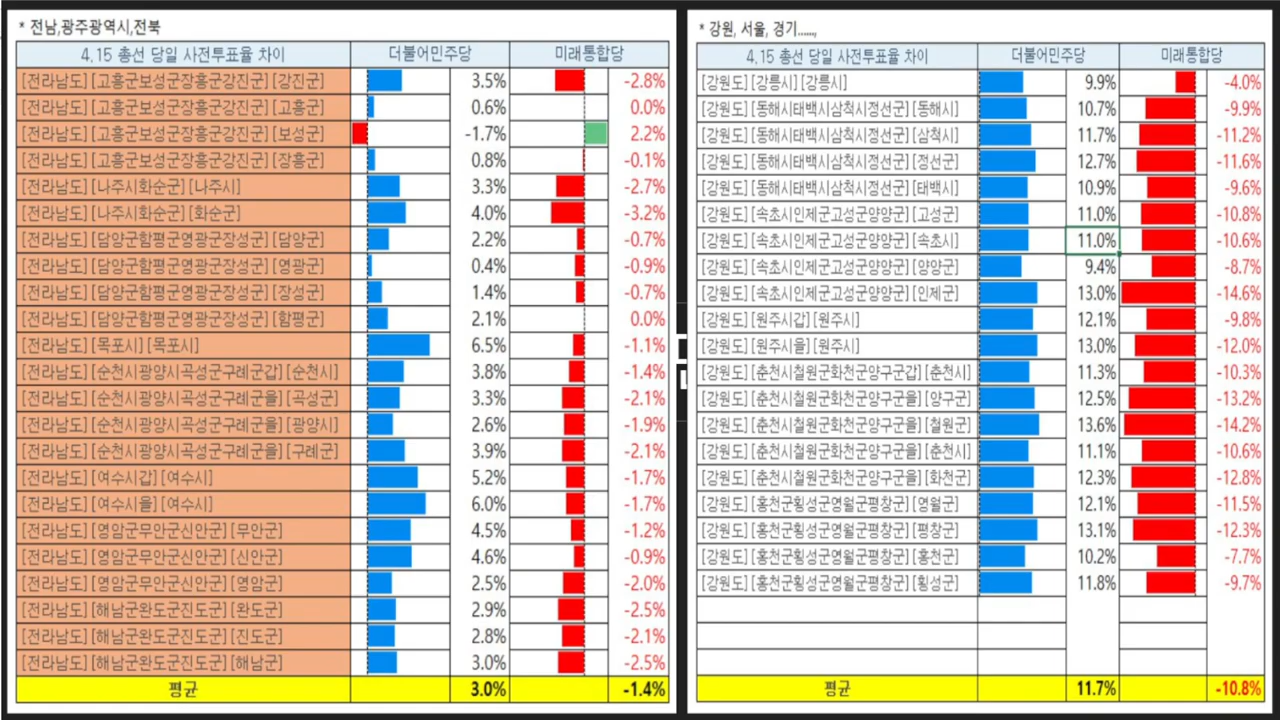 * 전남,광주광역시,전북
4.15 총선 당일 사전투표율 차이 더불어민주당 미래통합당
[전라남도][고흥군보성군장흥군강진군][강진군] 3.5% -2.8%
[전라남도][고흥군보성군장흥군강진군][고흥군] 0.6% 0.0%
[전라남도][고흥군보성군장흥군강진군][보성군] -1.7% 2.2%
[전라남도][고흥군보성군장흥군강진군][장흥군] 0.8% -0.1%
[전라남도][나주시화순군][나주시] 3.3% -2.7%
[전라남도][나주시화순군][화순군] 4.0% -3.2%
[전라남도][담양군함평군영광군장성군][담양군] 2.2% -0.7%
[전라남도][담양군함평군영광군장성군][영광군] 0.4% -0.9%
[전라남도][담양군함평군영광군장성군][장성군] 1.4% -0.7%
[전라남도][담양군함평군영광군장성군][함평군] 2.1% 0.0%
[전라남도][목포시][목포시] 6.5% -1.1%
[전라남도][순천시광양시곡성군구례군갑][순천시] 3.8% -1.4%
[전라남도][순천시광양시곡성군구례군을][곡성군] 3.3% -2.1%
[전라남도][순천시광양시곡성군구례군을][광양시] 2.6% -1.9%
[전라남도][순천시광양시곡성군구례군을][구례군] 3.9% -2.1%
[전라남도][여수시갑][여수시] 5.2% -1.7%
[전라남도][여수시을][여수시] 6.0% -1.7%
[전라남도][영암군무안군신안군][무안군] 4.5% -1.2%
[전라남도][영암군무안군신안군][신안군] 4.6% -0.9%
[전라남도][영암군무안군신안군][영암군] 2.5% -2.0%
[전라남도][해남군완도군진도군][완도군] 2.9% -2.5%
[전라남도][해남군완도군진도군][진도군] 2.8% -2.1%
[전라남도][해남군완도군진도군][해남군] 3.0% -2.5%
평균 3.0% -1.4%
* 강원, 서울, 경기......,
4.15 총선 당일 사전투표율 차이 더불어민주당 미래통합당
[강원도][강릉시][강릉시] 9.9% -4.0%
[강원도][동해시태백시삼척시정선군][동해시] 10.7% -9.9%
[강원도][동해시태백시삼척시정선군][삼척시] 11.7% -11.2%
[강원도][동해시태백시삼척시정선군][정선군] 12.7% -11.6%
[강원도][동해시태백시삼척시정선군][태백시] 10.9% -9.6%
[강원도][속초시인제군고성군양양군][고성군] 11.0% -10.8%
[강원도][속초시인제군고성군양양군][속초시] 11.0% -10.6%
[강원도][속초시인제군고성군양양군][양양군] 9.4% -8.7%
[강원도][속초시인제군고성군양양군][인제군] 13.0% -14.6%
[강원도][원주시갑][원주시] 12.1% -9.8%
[강원도][원주시을][원주시] 13.0% -12.0%
[강원도][춘천시철원군화천군양구군갑][춘천시] 11.3% -10.3%
[강원도][춘천시철원군화천군양구군을][양구군] 12.5% -13.2%
[강원도][춘천시철원군화천군양구군을][철원군] 13.6% -14.2%
[강원도][춘천시철원군화천군양구군을][춘천시] 11.1% -10.6%
[강원도][춘천시철원군화천군양구군을][화천군] 12.3% -12.8%
[강원도][홍천군횡성군영월군평창군][영월군] 12.1% -11.5%
[강원도][홍천군횡성군영월군평창군][평창군] 13.1% -12.3%
[강원도][홍천군횡성군영월군평창군][홍천군] 10.2% -7.7%
[강원도][홍천군횡성군영월군평창군][횡성군] 11.8% -9.7%
평균 11.7% -10.8%